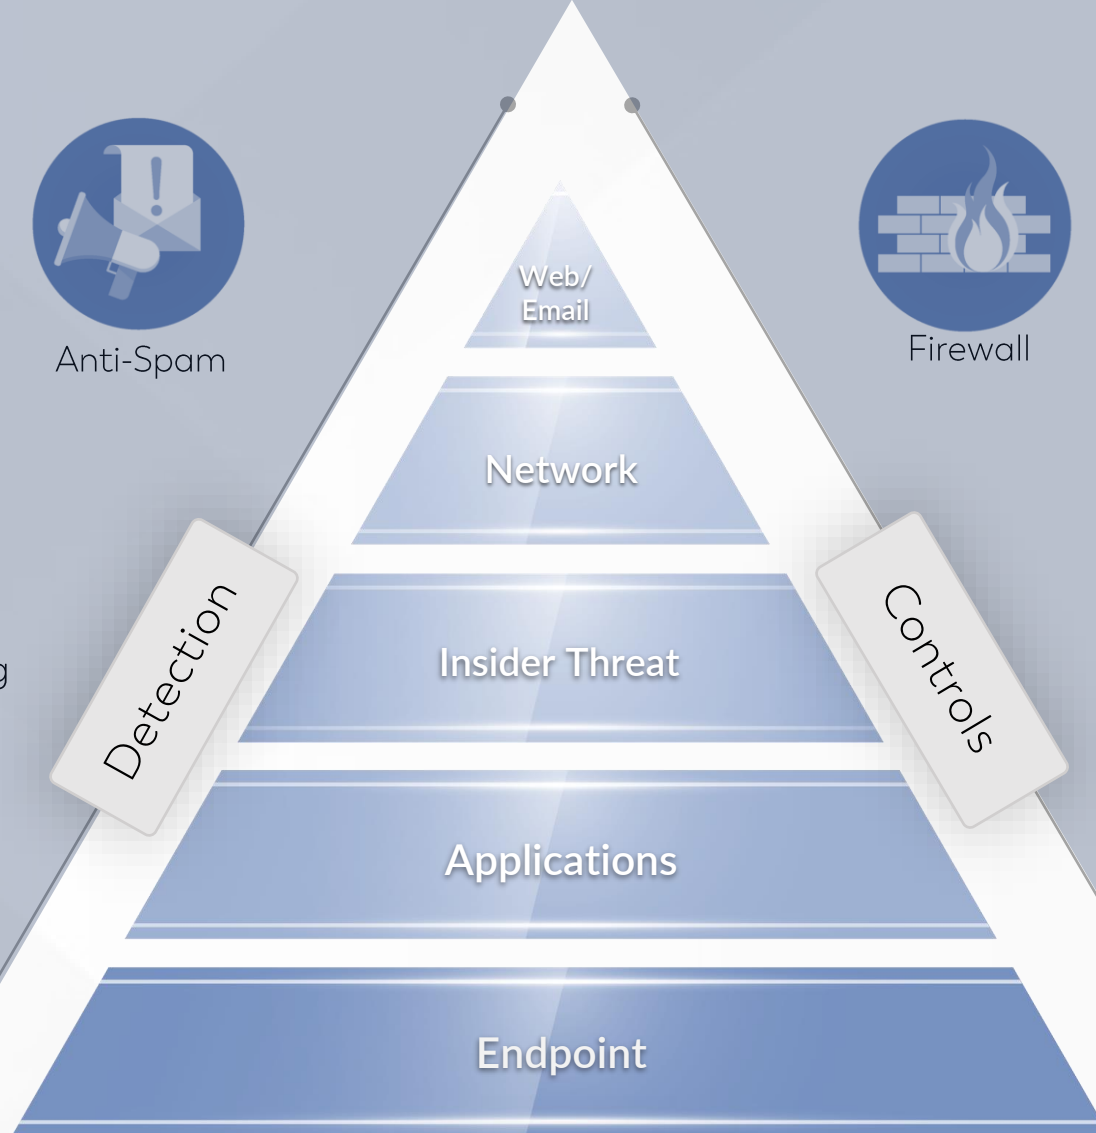 Web/
Email
Anti-Spam
Firewall
Network
Detection
Controls
Insider Threat
Applications
Endpoint